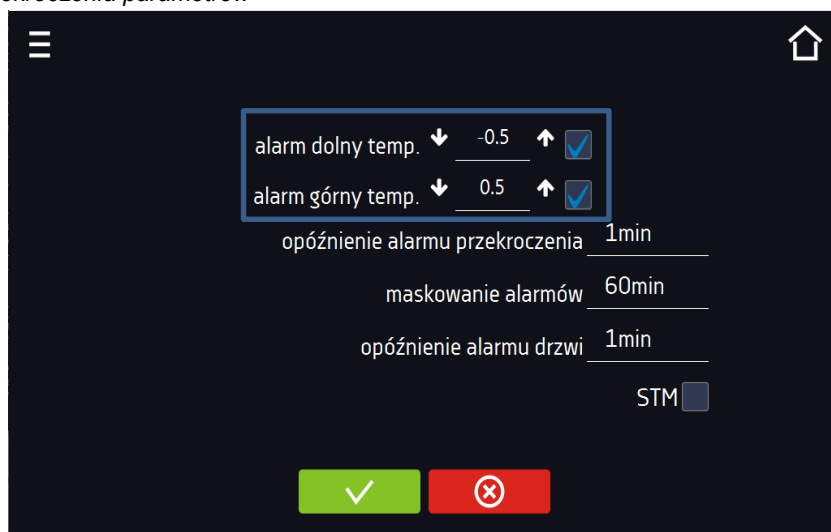 parametrów
alarm dolny temp. -0.5
alarm górny temp. 0.5
opóźnienie alarmu przekroczenia 1min
maskowanie alarmów 60min
opóźnienie alarmu drzwi 1min
STM